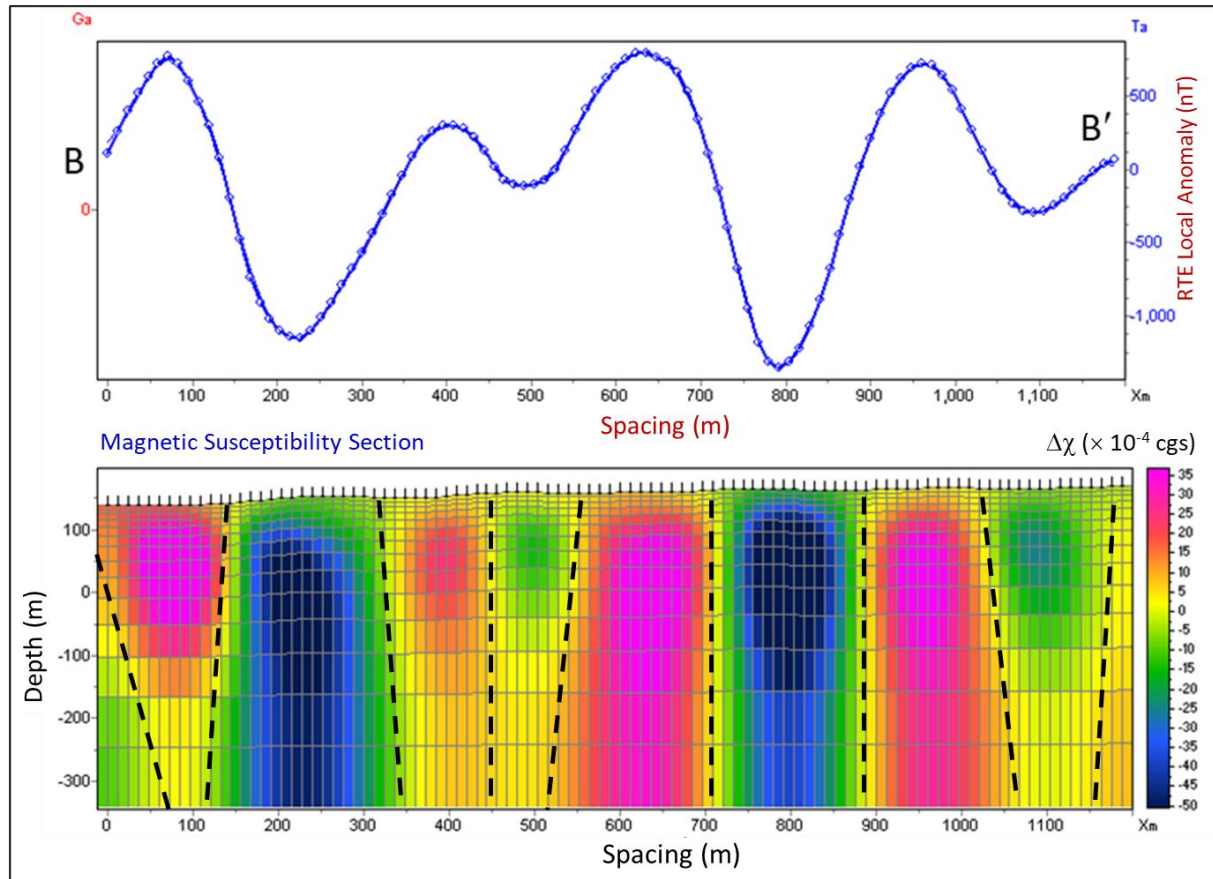 Ga
Ta
500
0
-500
-1,000
RTE Local Anomaly (nT)
0
B
B′
0 100 200 300 400 500 600 700 800 900 1,000 1,100 Xm
Spacing (m)
Magnetic Susceptibility Section
Δχ (× 10-4 cgs)
35
30
25
20
15
10
5
0
-5
-10
-15
-20
-25
-30
-35
-40
-45
-50
Depth (m)
100
0
-100
-200
-300
0 100 200 300 400 500 600 700 800 900 1000 1100 Xm
Spacing (m)